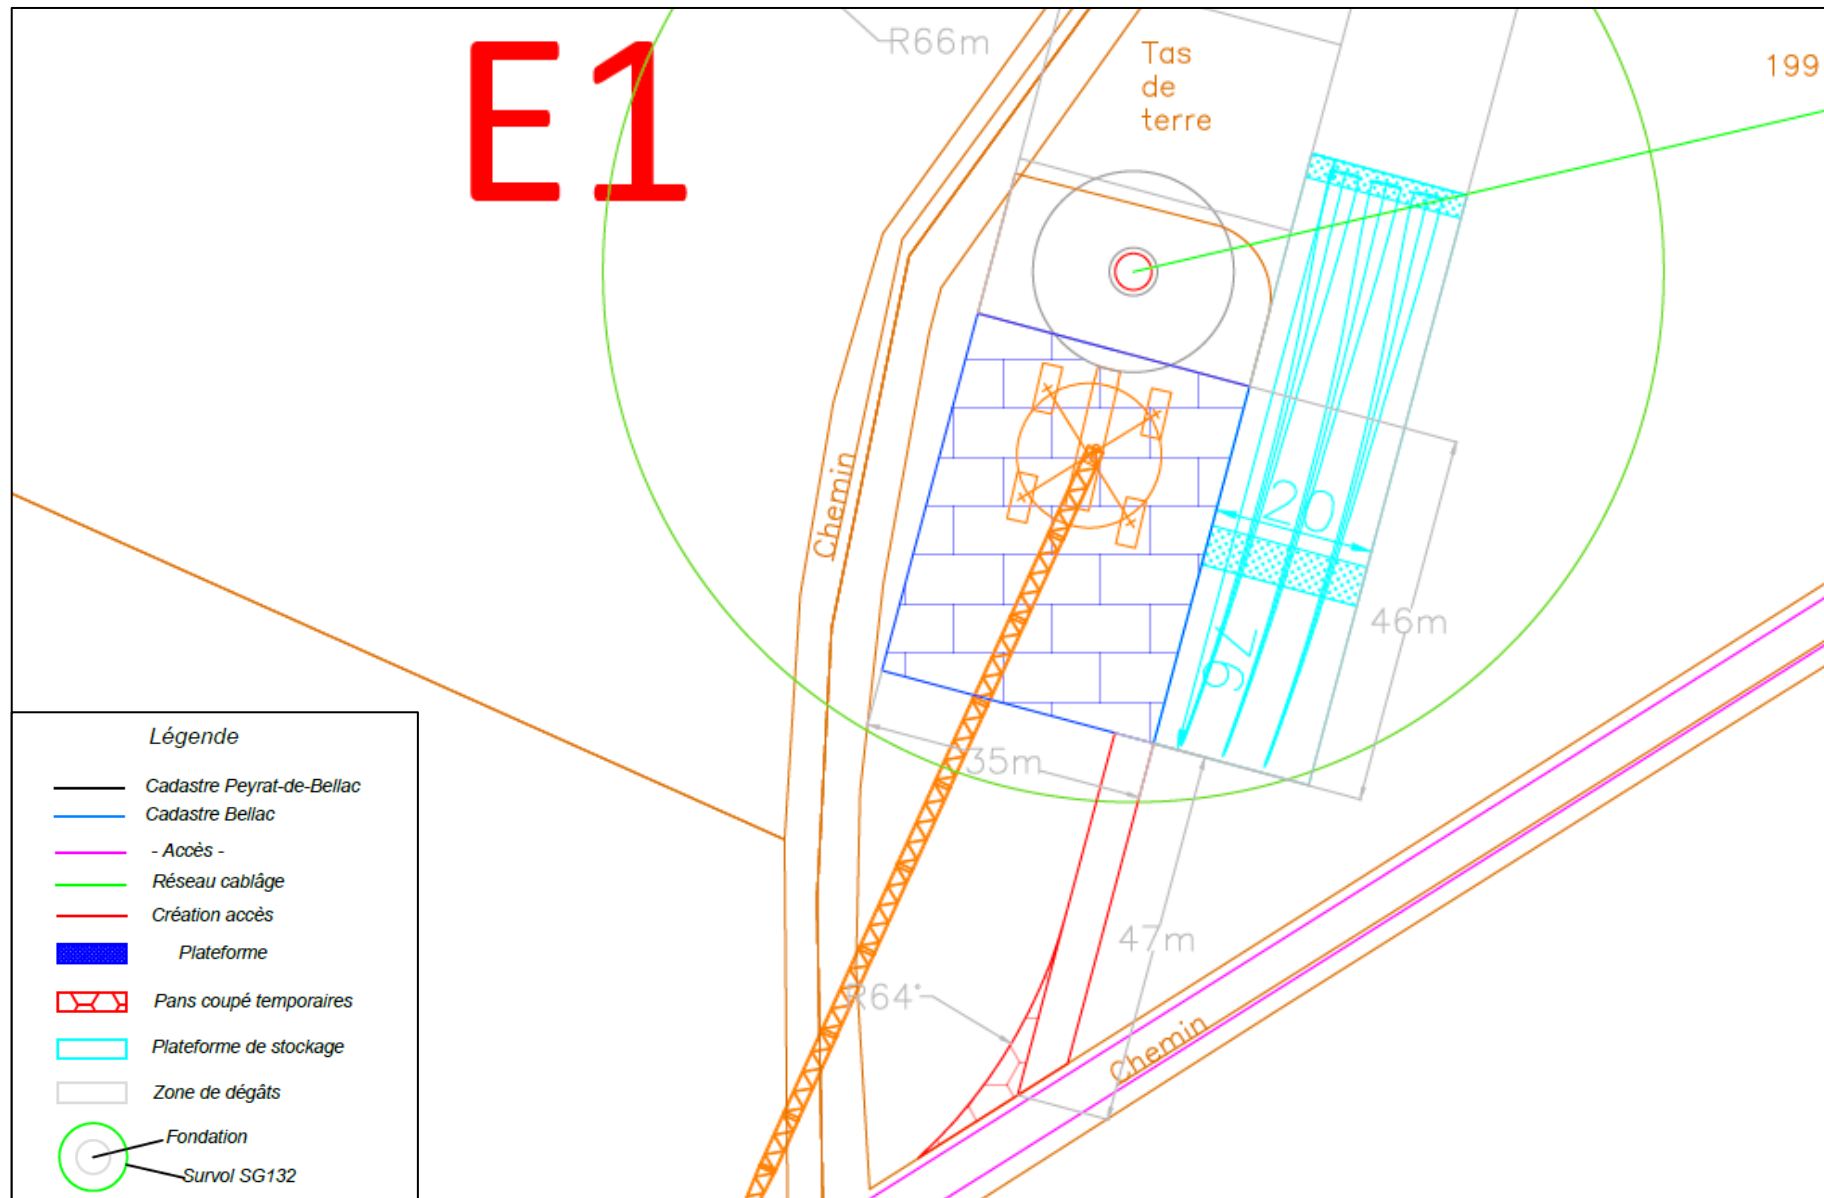 E1
R66m
Tas
de
terre
199
Chemin
20
46m
76
35m
47m
R64°
Chemin
Légende
Cadastre Peyrat-de-Bellac
Cadastre Bellac
- Accès -
Réseau cablâge
Création accès
Plateforme
Pans coupé temporaires
Plateforme de stockage
Zone de dégâts
Fondation
Survol SG132